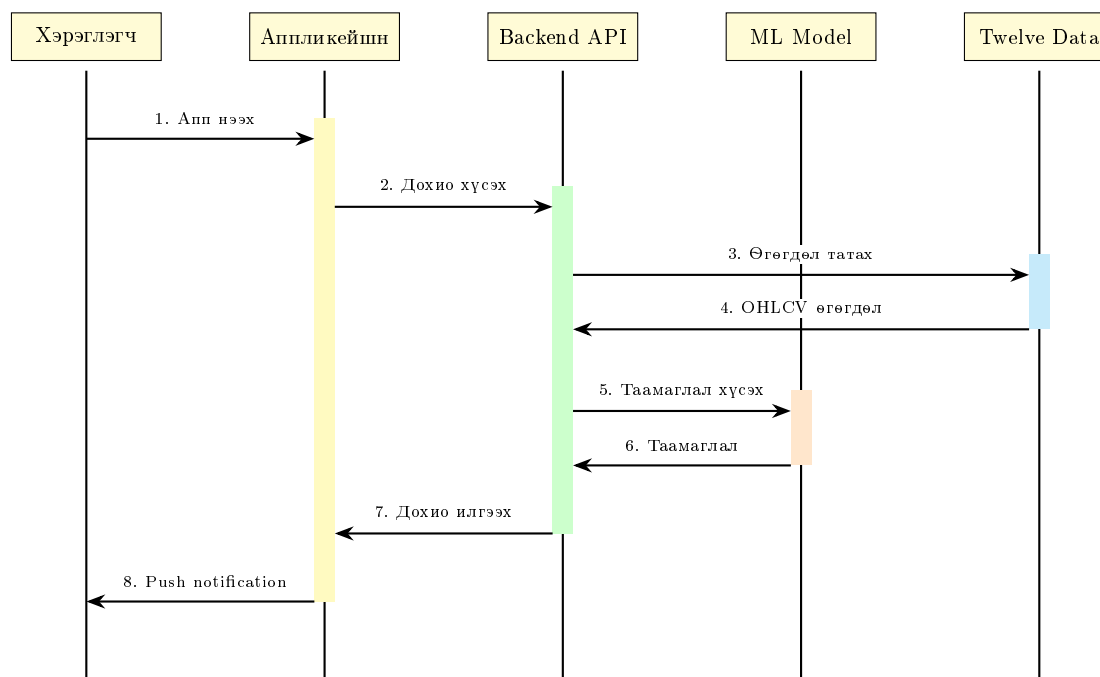 Хэрэглэгч
Аппликейшн
Backend API
ML Model
Twelve Data
1. Апп нээх
2. Дохио хүсэх
3. Өгөгдөл татах
4. OHLCV өгөгдөл
5. Таамаглал хүсэх
6. Таамаглал
7. Дохио илгээх
8. Push notification